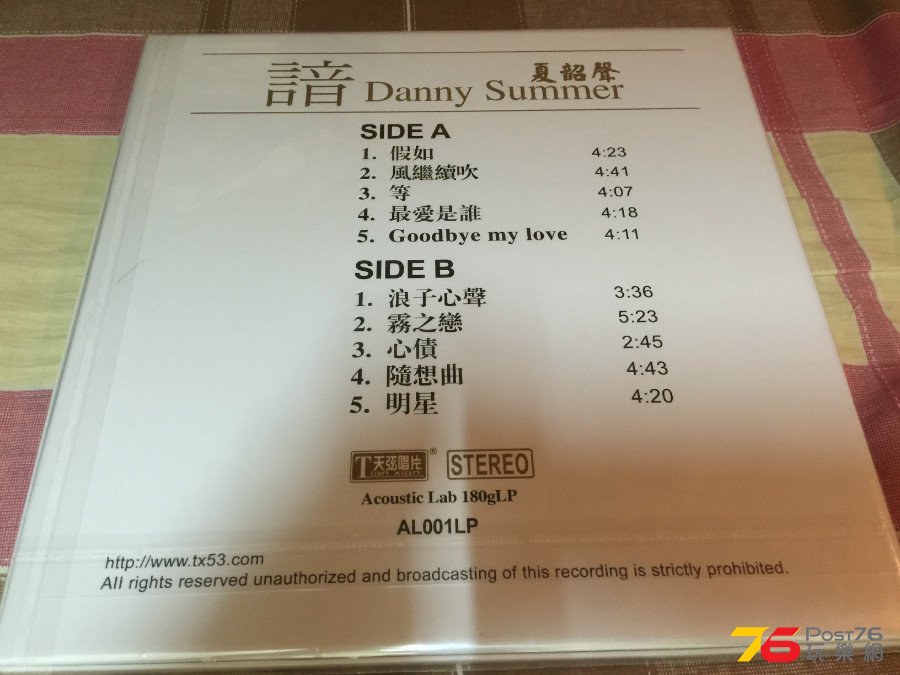 諳 Danny Summer 夏韶聲
SIDE A
1. 假如 4:23
2. 風繼續吹 4:41
3. 等 4:07
4. 最愛是誰 4:18
5. Goodbye my love 4:11
SIDE B
1. 浪子心聲 3:36
2. 霧之戀 5:23
3. 心債 2:45
4. 隨想曲 4:43
5. 明星 4:20
T 天弦唱片® TIAN XIAN STEREO
Acoustic Lab 180gLP
AL001LP
http://www.tx53.com
All rights reserved unauthorized and broadcasting of this recording is strictly prohibited.
76 POST76
玩樂網